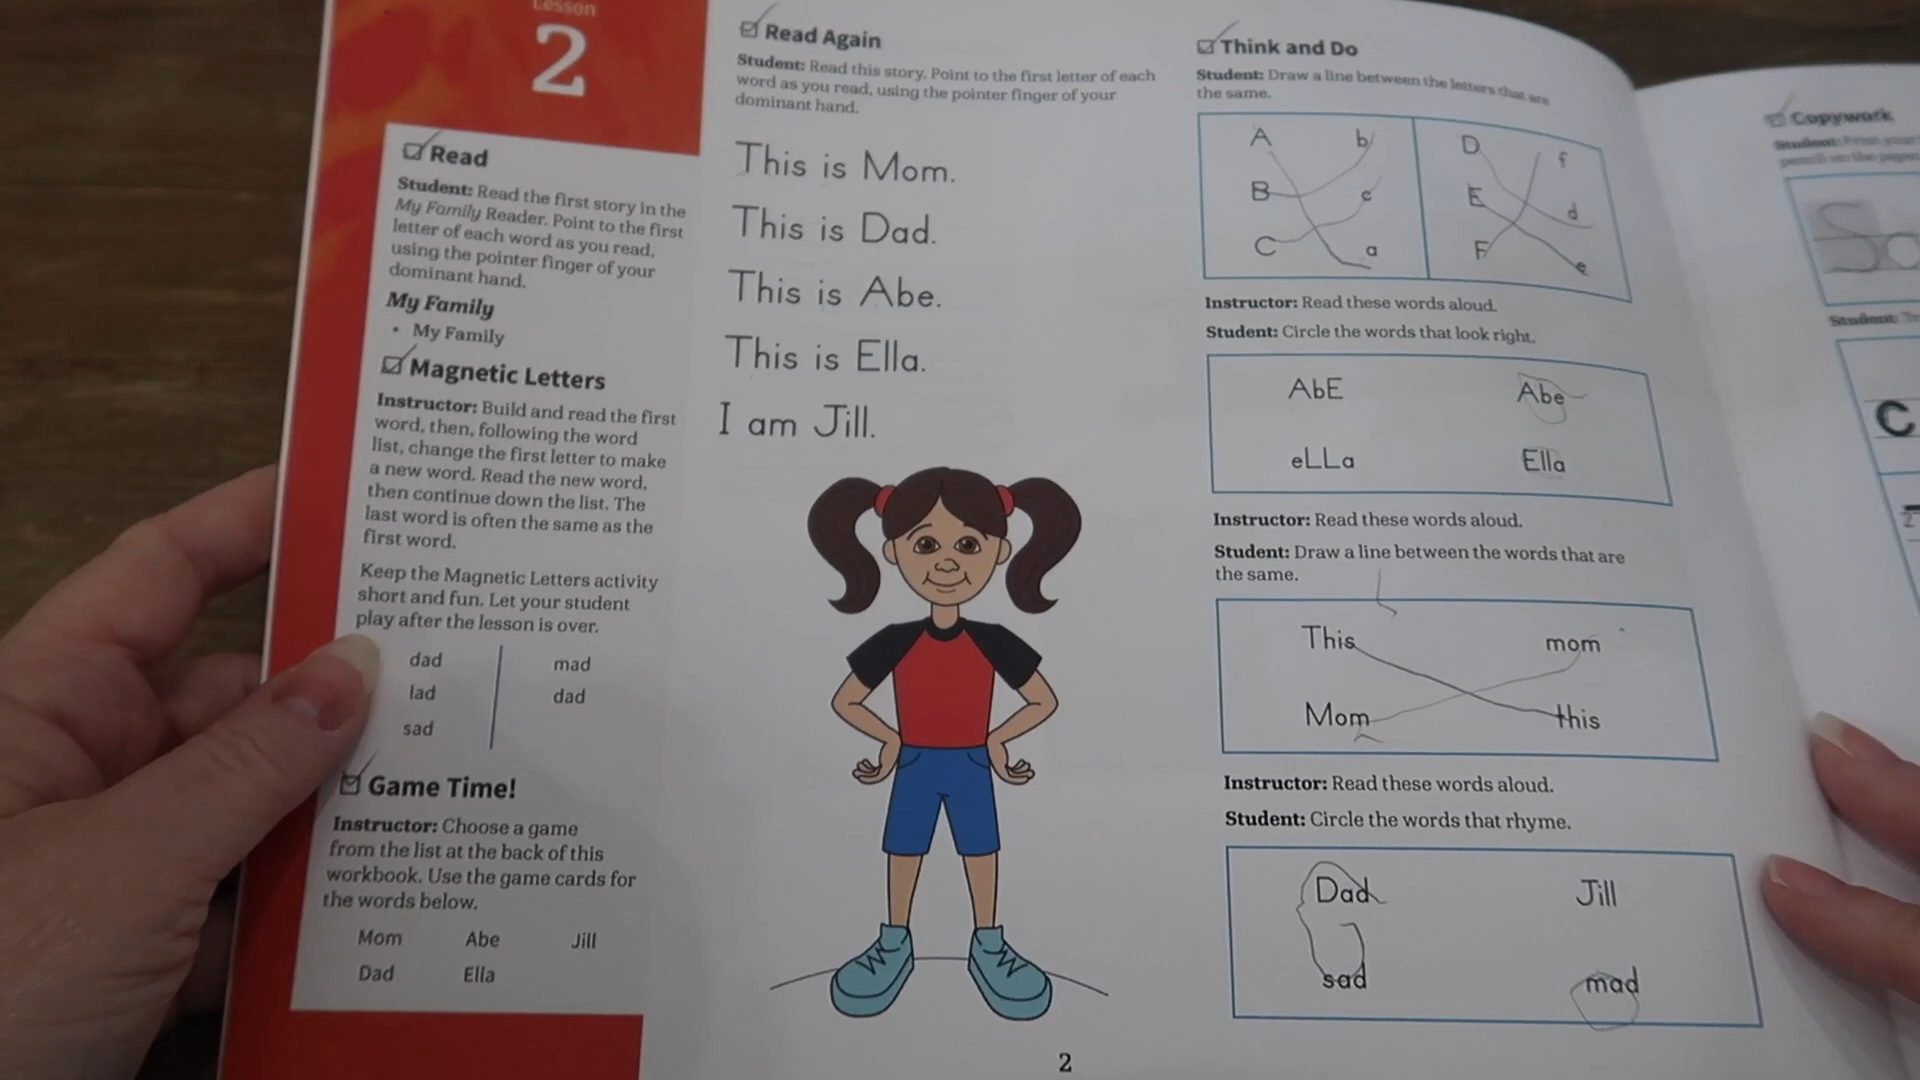 Lesson
2
Read
Student: Read the first story in the
My Family Reader. Point to the first
letter of each word as you read,
using the pointer finger of your
dominant hand.
My Family
• My Family
Magnetic Letters
Instructor: Build and read the first
word, then, following the word
list, change the first letter to make
a new word. Read the new word,
then continue down the list. The
last word is often the same as the
first word.
Keep the Magnetic Letters activity
short and fun. Let your student
play after the lesson is over.
dad mad
lad dad
sad
Game Time!
Instructor: Choose a game
from the list at the back of this
workbook. Use the game cards for
the words below.
Mom Abe Jill
Dad Ella
Read Again
Student: Read this story. Point to the first letter of each
word as you read, using the pointer finger of your
dominant hand.
This is Mom.
This is Dad.
This is Abe.
This is Ella.
I am Jill.
2
Think and Do
Student: Draw a line between the letters that are
the same.
A b D f
B c E d
C a F e
Instructor: Read these words aloud.
Student: Circle the words that look right.
AbE Abe
eLLa Ella
Instructor: Read these words aloud.
Student: Draw a line between the words that are
the same.
This mom
Mom this
Instructor: Read these words aloud.
Student: Circle the words that rhyme.
Dad Jill
sad mad
Copywork
Student: Print your
pencil on the paper
So
Student:
C
2